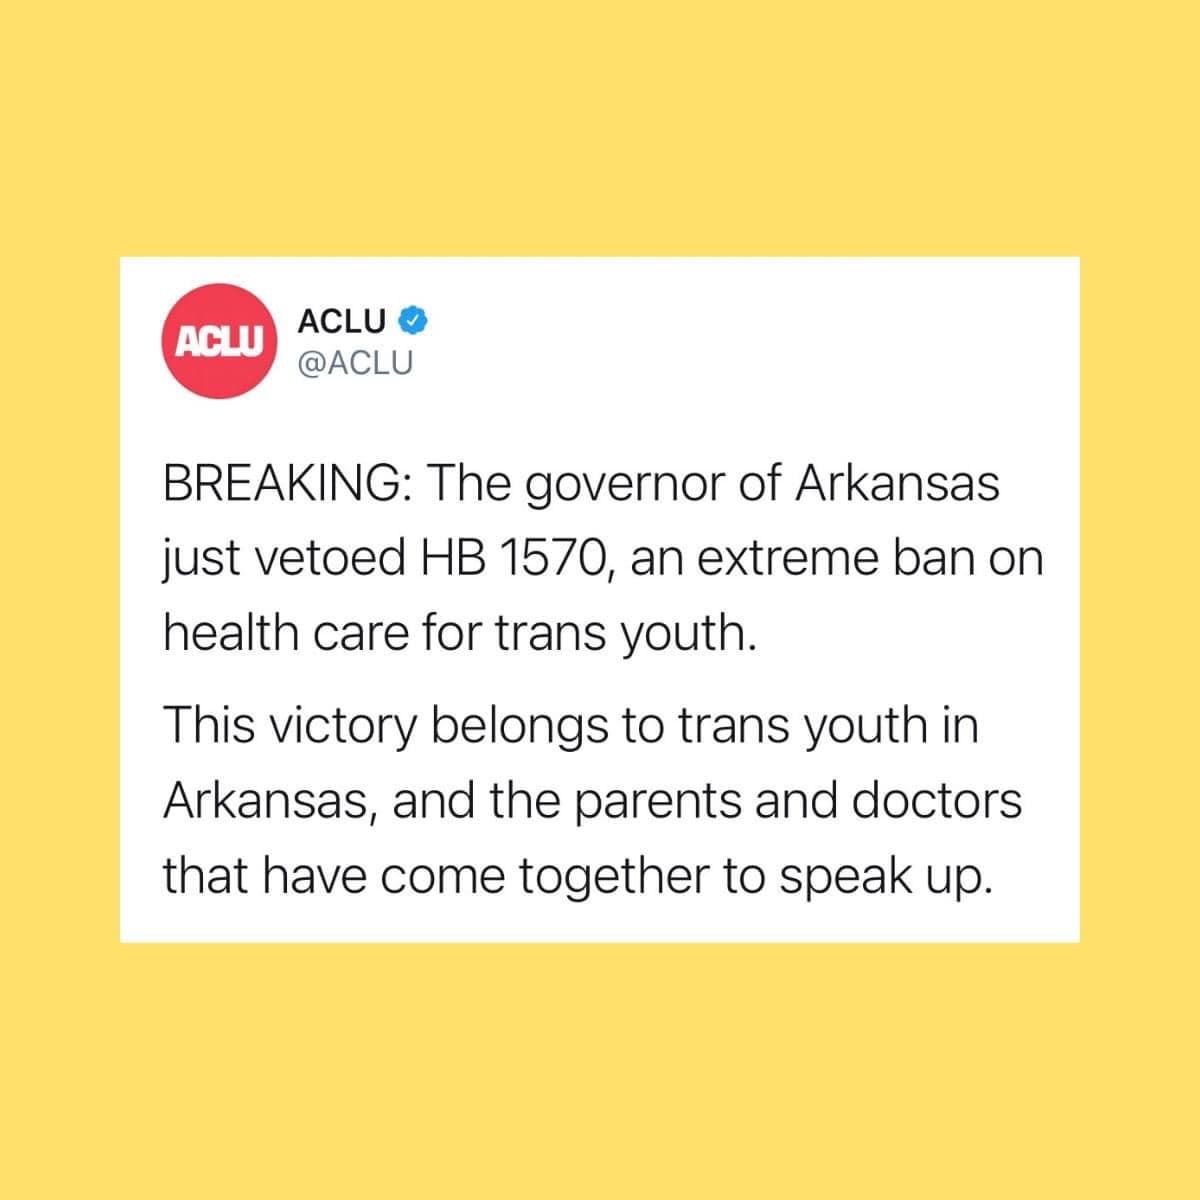 ACLU
ACLU
@ACLU
BREAKING: The governor of Arkansas
just vetoed HB 1570, an extreme ban on
health care for trans youth.
This victory belongs to trans youth in
Arkansas, and the parents and doctors
that have come together to speak up.